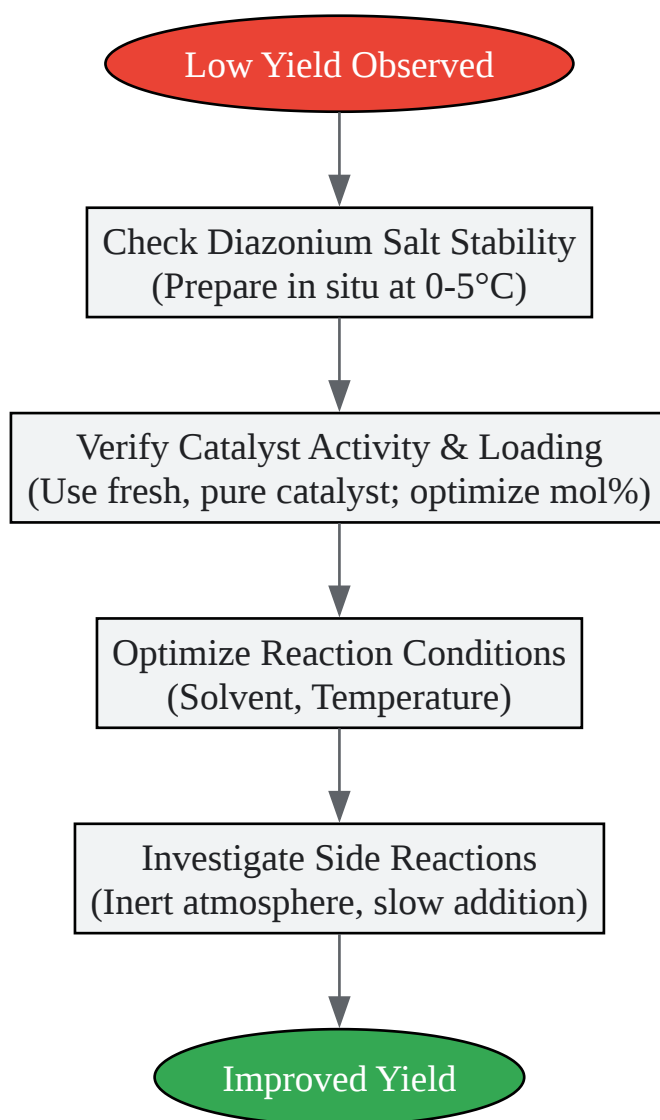 Low Yield Observed
Check Diazonium Salt Stability
(Prepare in situ at 0-5°C)
Verify Catalyst Activity & Loading
(Use fresh, pure catalyst; optimize mol%)
Optimize Reaction Conditions
(Solvent, Temperature)
Investigate Side Reactions
(Inert atmosphere, slow addition)
Improved Yield